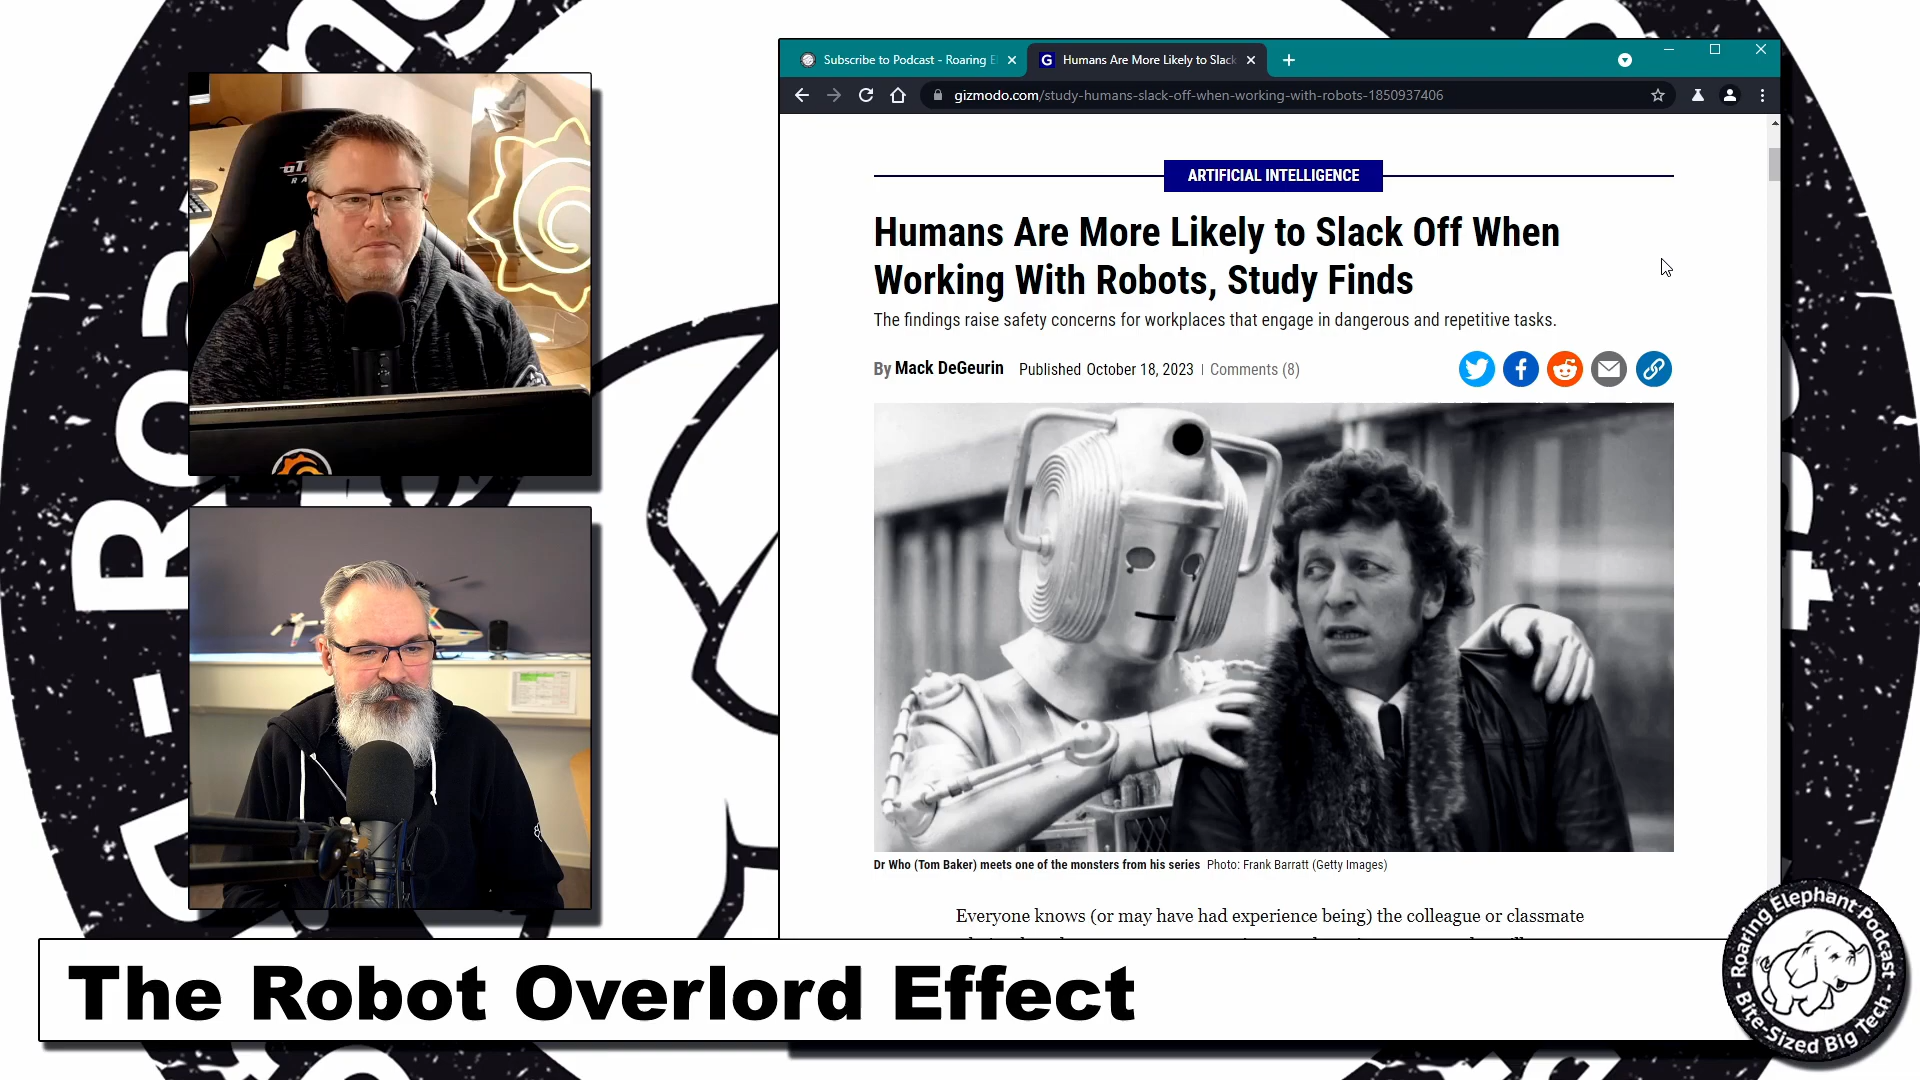 Subscribe to Podcast - Roaring E
Humans Are More Likely to Slack
gizmodo.com/study-humans-slack-off-when-working-with-robots-1850937406
ARTIFICIAL INTELLIGENCE
Humans Are More Likely to Slack Off When
Working With Robots, Study Finds
The findings raise safety concerns for workplaces that engage in dangerous and repetitive tasks.
By Mack DeGeurin Published October 18, 2023 | Comments (8)
Dr Who (Tom Baker) meets one of the monsters from his series Photo: Frank Barratt (Getty Images)
Everyone knows (or may have had experience being) the colleague or classmate
The Robot Overlord Effect
- Roaring Elephant Podcast -
Bite-Sized Big Tech